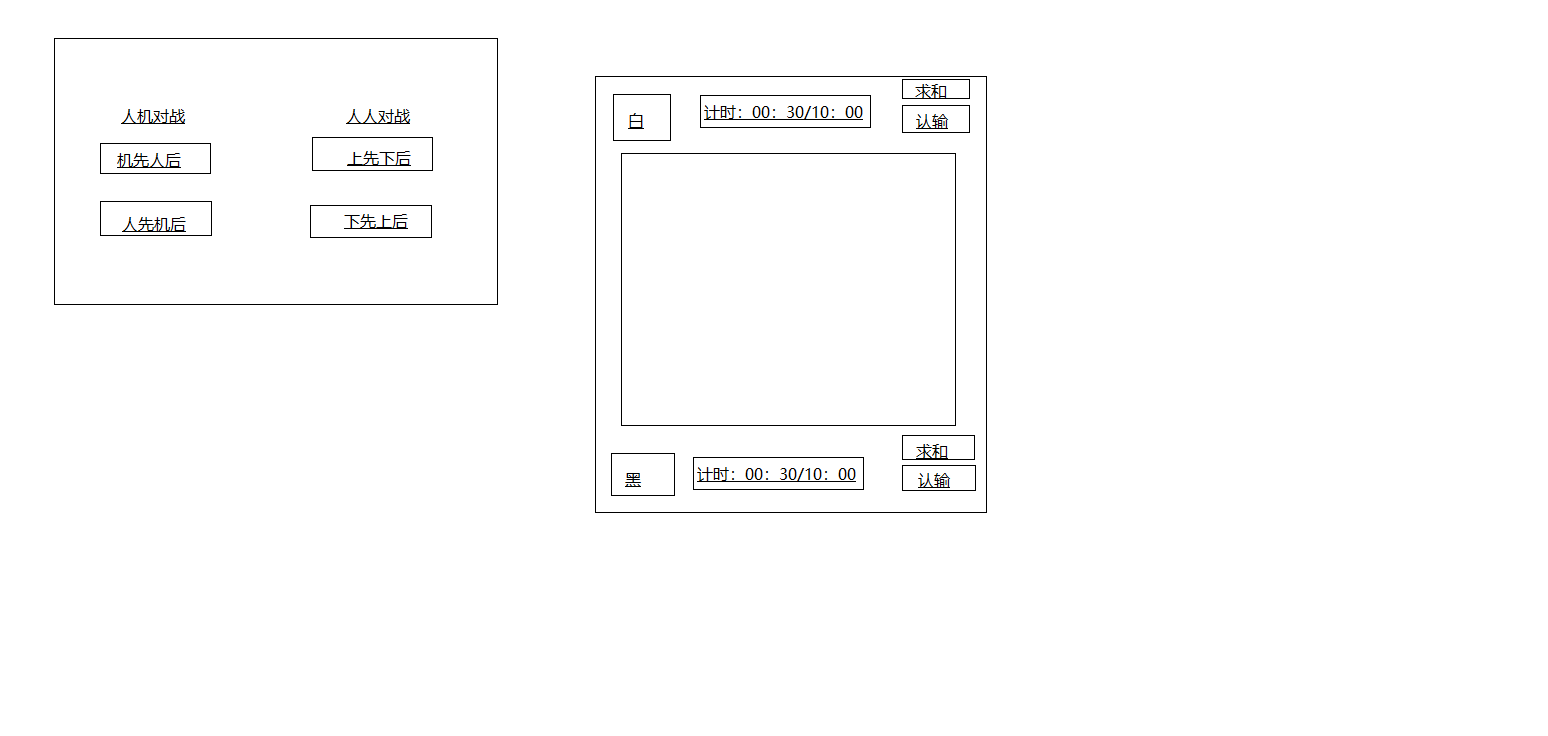 人机对战
人人对战
机先人后
上先下后
人先机后
下先上后
白
计时：00：30/10：00
求和
认输
黑
计时：00：30/10：00
求和
认输